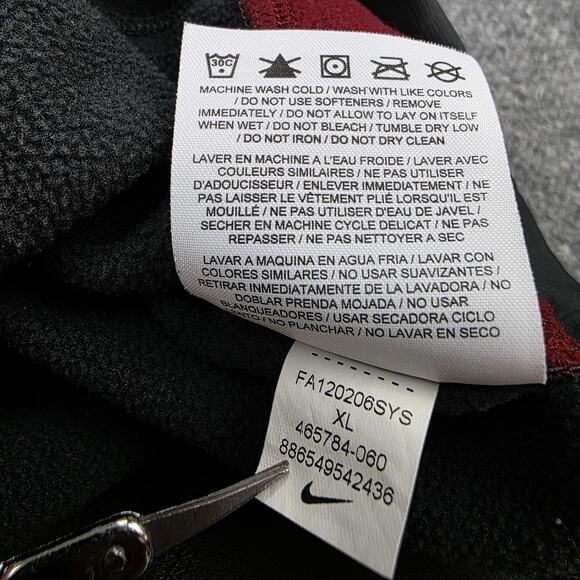 30C
MACHINE WASH COLD / WASH WITH LIKE COLORS
/ DO NOT USE SOFTENERS / REMOVE
IMMEDIATELY / DO NOT ALLOW TO LAY ON ITSELF
WHEN WET / DO NOT BLEACH / TUMBLE DRY LOW
/ DO NOT IRON / DO NOT DRY CLEAN
LAVER EN MACHINE A L'EAU FROIDE / LAVER AVEC
COULEURS SIMILAIRES / NE PAS UTILISER
D'ADOUCISSEUR / ENLEVER IMMÉDIATEMENT / NE
PAS LAISSER LE VÊTEMENT PLIÉ LORSQU'IL EST
MOUILLÉ / NE PAS UTILISER D'EAU DE JAVEL /
SECHER EN MACHINE CYCLE DELICAT / NE PAS
REPASSER / NE PAS NETTOYER A SEC
LAVAR A MAQUINA EN AGUA FRIA / LAVAR CON
COLORES SIMILARES / NO USAR SUAVIZANTES /
RETIRAR INMEDIATAMENTE DE LA LAVADORA / NO
DOBLAR PRENDA MOJADA / NO USAR
BLANQUEADORES / USAR SECADORA CICLO
/ NO PLANCHAR / NO LAVAR EN SECO
FA120206SYS
XL
465784-060
886549542436